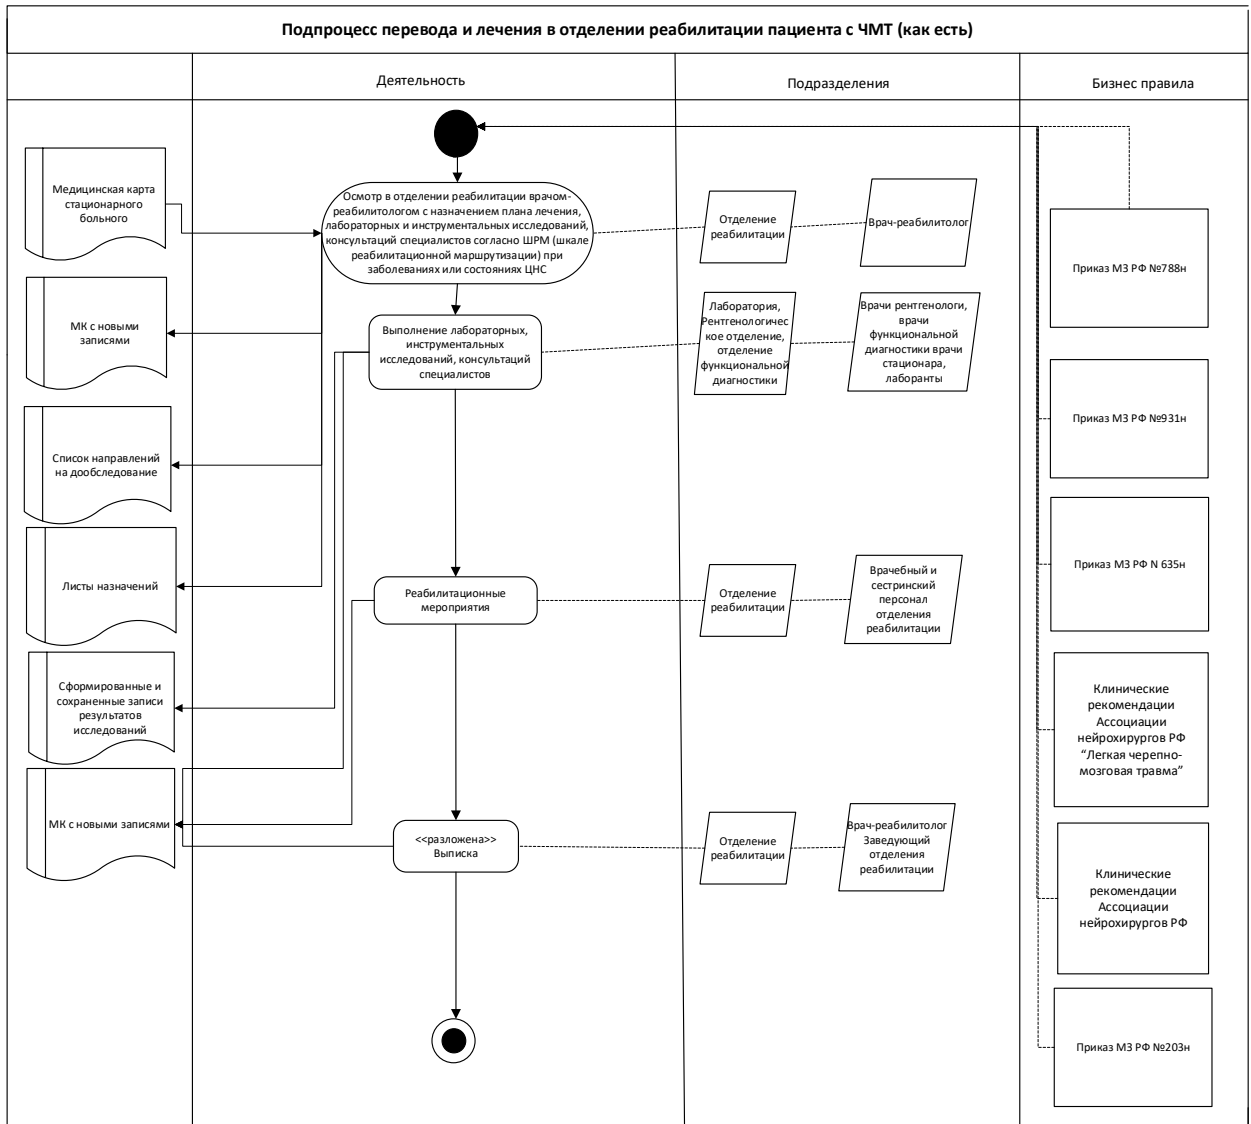 Подпроцесс перевода и лечения в отделении реабилитации пациента с ЧМТ (как есть)
Деятельность
Подразделения
Бизнес правила
Медицинская карта
стационарного
больного
Осмотр в отделении реабилитации врачом-
реабилитологом с назначением плана лечения,
лабораторных и инструментальных исследований,
консультаций специалистов согласно ШРМ (шкале
реабилитационной маршрутизации) при
заболеваниях или состояниях ЦНС
Отделение
реабилитации
Врач-реабилитолог
Приказ МЗ РФ №788н
МК с новыми
записями
Выполнение лабораторных,
инструментальных
исследований, консультаций
специалистов
Лаборатория,
Рентгенологичес
кое отделение,
отделение
функциональной
диагностики
Врачи рентгенологи,
врачи
функциональной
диагностики врачи
стационара,
лаборанты
Приказ МЗ РФ №931н
Список направлений
на дообследование
Листы назначений
Реабилитационные
мероприятия
Отделение
реабилитации
Врачебный и
сестринский
персонал
отделения
реабилитации
Приказ МЗ РФ N 635н
Сформированные и
сохраненные записи
результатов
исследований
Клинические
рекомендации
Ассоциации
нейрохирургов РФ
“Легкая черепно-
мозговая травма”
МК с новыми записями
<<разложена>>
Выписка
Отделение
реабилитации
Врач-реабилитолог
Заведующий
отделения
реабилитации
Клинические
рекомендации
Ассоциации
нейрохирургов РФ
Приказ МЗ РФ №203н